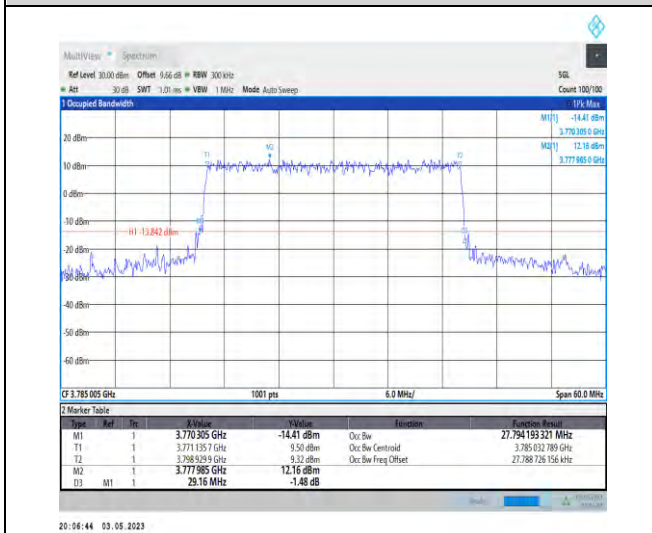 MultiView Spectrum
Ref Level 30.00 dBm Offset 9.66 dB RBW 300 kHz SGL
Att 30 dB SWT 1.01 ms VBW 1 MHz Mode Auto Sweep Count 100/100
1 Occupied Bandwidth 1Pk Max
M1[1] -14.41 dBm
3.770305 0 GHz
M2[1] 12.16 dBm
3.777 985 0 GHz
20 dBm
T1 M2 T2
10 dBm
0 dBm
-10 dBm
H1 -13.842 dBm
-20 dBm
-30 dBm
-40 dBm
-50 dBm
-60 dBm
CF 3.785 005 GHz 1001 pts 6.0 MHz/ Span 60.0 MHz
2 Marker Table
Type Ref Trc X-Value Y-Value Function Function Result
M1 1 3.770305 GHz -14.41 dBm Occ Bw 27.794 193 321 MHz
T1 1 3.771 135 7 GHz 9.50 dBm Occ Bw Centroid 3.785 032 789 GHz
T2 1 3.798 929 9 GHz 9.32 dBm Occ Bw Freq Offset 27.788 726 156 kHz
M2 1 3.777985 GHz 12.16 dBm
D3 M1 1 29.16 MHz -1.48 dB
20:06:44 03.05.2023